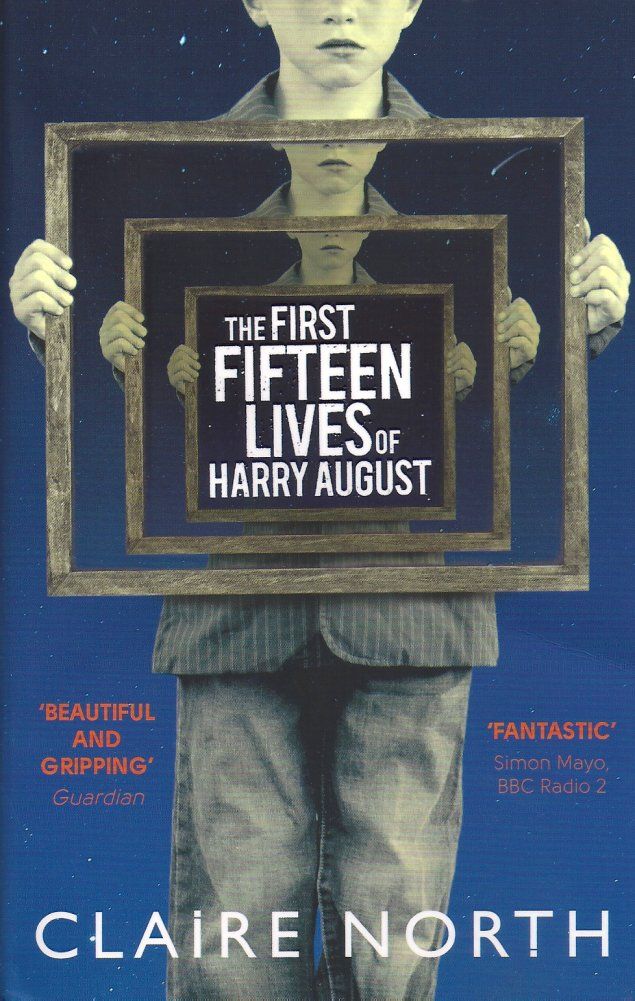 THE FIRST
FIFTEEN
LIVES OF
HARRY AUGUST
'BEAUTIFUL
AND
GRIPPING'
Guardian
'FANTASTIC'
Simon Mayo,
BBC Radio 2
CLAiRE NORTH